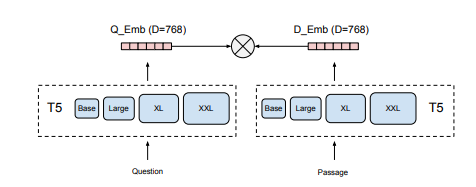 Q_Emb (D=768) D_Emb (D=768)
T5 Base Large XL XXL Base Large XL XXL T5
Question Passage